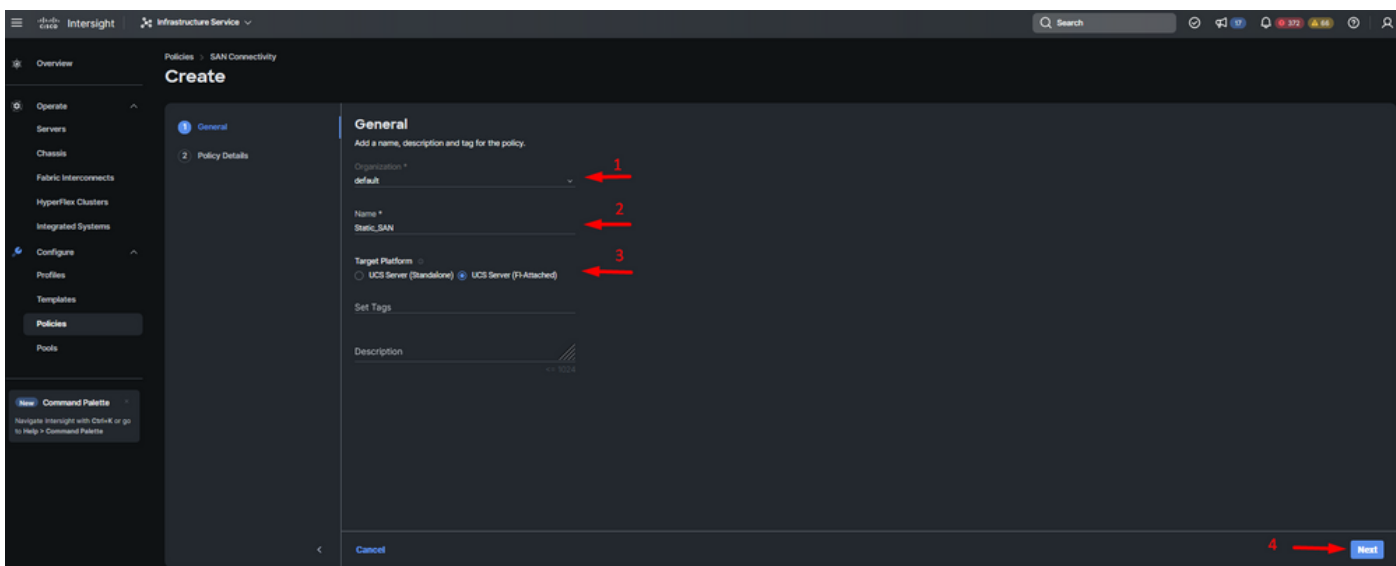 cisco Intersight
Infrastructure Service
Search
17
372
66
Overview
Operate
Servers
Chassis
Fabric Interconnects
HyperFlex Clusters
Integrated Systems
Configure
Profiles
Templates
Policies
Pools
New Command Palette
Navigate Intersight with Ctrl+K or go
to Help > Command Palette
Policies > SAN Connectivity
Create
1 General
2 Policy Details
General
Add a name, description and tag for the policy.
Organization *
default
1
Name *
Static_SAN
2
Target Platform
3
UCS Server (Standalone) UCS Server (FI-Attached)
Set Tags
Description
<= 1024
Cancel
4
Next